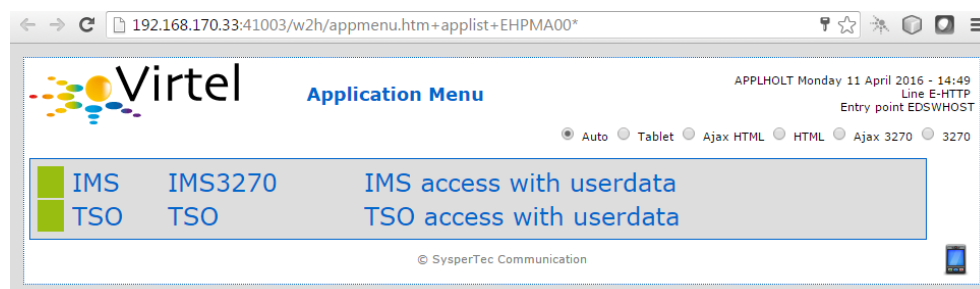 192.168.170.33:41003/w2h/appmenu.htm+applist+EHPMA00*
Virtel
Application Menu
APPLHOLT Monday 11 April 2016 - 14:49
Line E-HTTP
Entry point EDSWHOST
Auto Tablet Ajax HTML HTML Ajax 3270 3270
IMS IMS3270 IMS access with userdata
TSO TSO TSO access with userdata
© SysperTec Communication